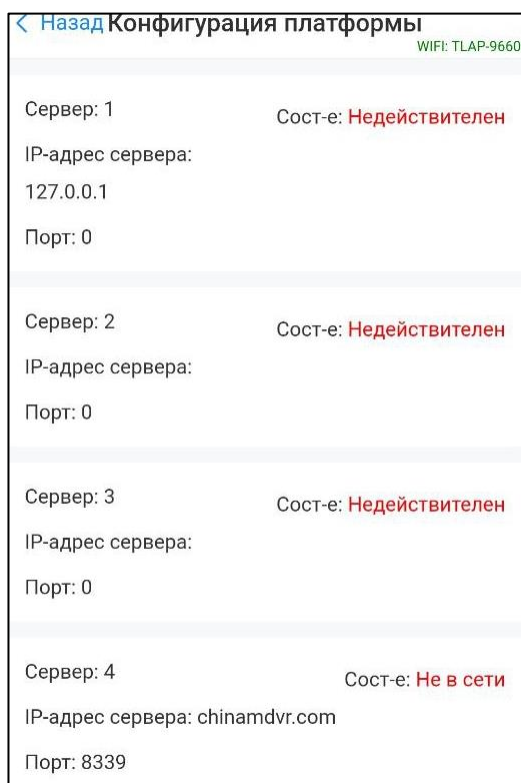 Назад Конфигурация платформы
WIFI: TLAP-9660
Сервер: 1
Сост-е: Недействителен
IP-адрес сервера:
127.0.0.1
Порт: 0
Сервер: 2
Сост-е: Недействителен
IP-адрес сервера:
Порт: 0
Сервер: 3
Сост-е: Недействителен
IP-адрес сервера:
Порт: 0
Сервер: 4
Сост-е: Не в сети
IP-адрес сервера: chinamdvr.com
Порт: 8339